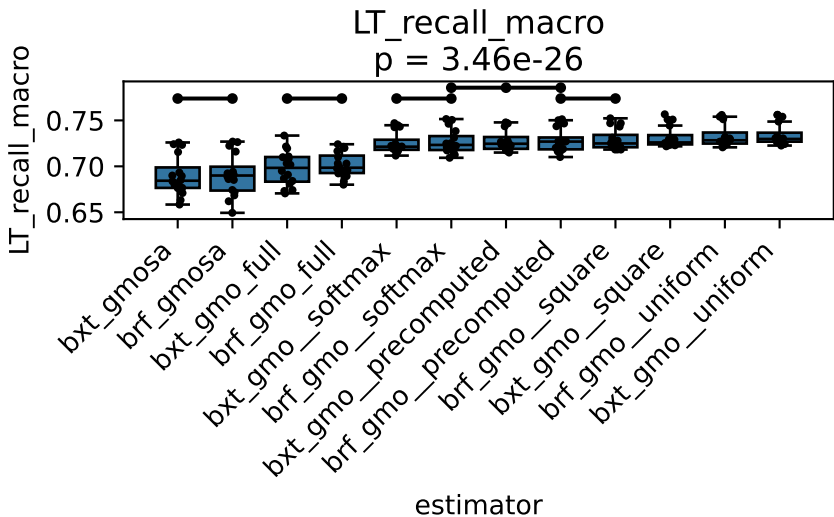 LT_recall_macro
p = 3.46e-26
LT_recall_macro
0.75
0.70
0.65
bxt_gmosa
brf_gmosa
bxt_gmo_full
brf_gmo_full
bxt_gmo__softmax
brf_gmo__softmax
bxt_gmo__precomputed
brf_gmo__precomputed
brf_gmo__square
bxt_gmo__square
brf_gmo__uniform
bxt_gmo__uniform
estimator